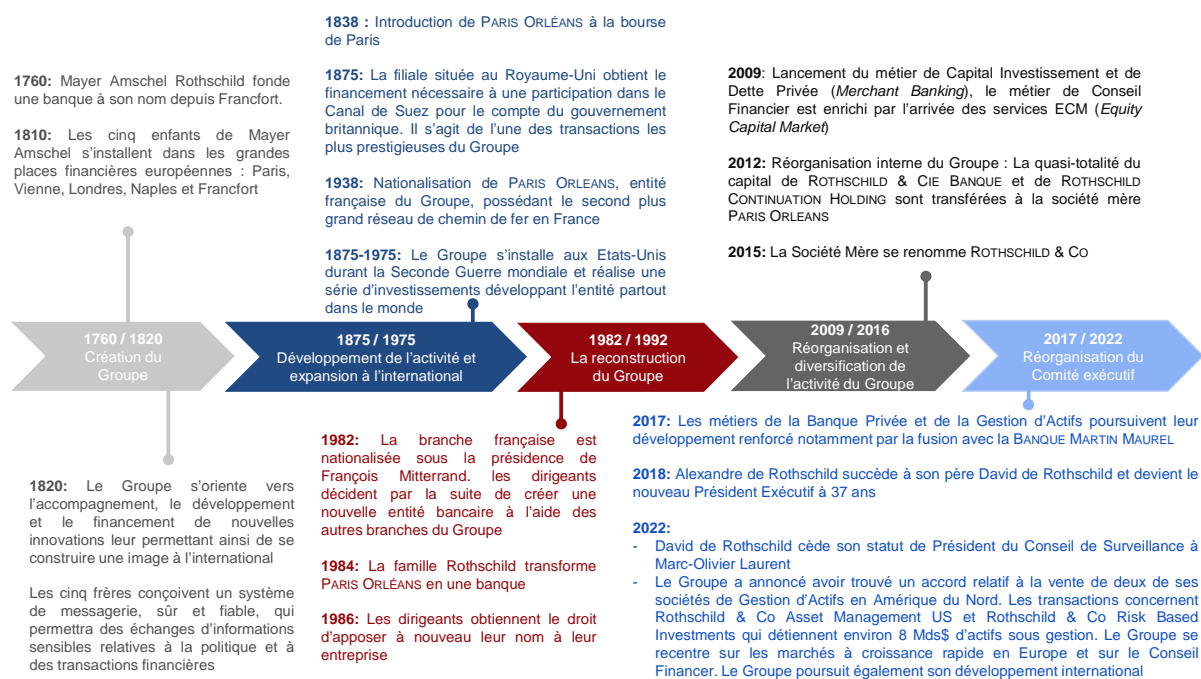 1760: Mayer Amschel Rothschild fonde
une banque à son nom depuis Francfort.
1810: Les cinq enfants de Mayer
Amschel s’installent dans les grandes
places financières européennes : Paris,
Vienne, Londres, Naples et Francfort
1838 : Introduction de PARIS ORLÉANS à la bourse
de Paris
1875: La filiale située au Royaume-Uni obtient le
financement nécessaire à une participation dans le
Canal de Suez pour le compte du gouvernement
britannique. Il s’agit de l’une des transactions les
plus prestigieuses du Groupe
1938: Nationalisation de PARIS ORLEANS, entité
française du Groupe, possédant le second plus
grand réseau de chemin de fer en France
1875-1975: Le Groupe s’installe aux Etats-Unis
durant la Seconde Guerre mondiale et réalise une
série d’investissements développant l’entité partout
dans le monde
2009: Lancement du métier de Capital Investissement et de
Dette Privée (Merchant Banking), le métier de Conseil
Financier est enrichi par l’arrivée des services ECM (Equity
Capital Market)
2012: Réorganisation interne du Groupe : La quasi-totalité du
capital de ROTHSCHILD & CIE BANQUE et de ROTHSCHILD
CONTINUATION HOLDING sont transférées à la société mère
PARIS ORLEANS
2015: La Société Mère se renomme ROTHSCHILD & CO
1760 / 1820
Création du
Groupe
1875 / 1975
Développement de l’activité et
expansion à l’international
1982 / 1992
La reconstruction
du Groupe
2009 / 2016
Réorganisation et
diversification de
l’activité du Groupe
2017 / 2022
Réorganisation du
Comité exécutif
1820: Le Groupe s’oriente vers
l’accompagnement, le développement
et le financement de nouvelles
innovations leur permettant ainsi de se
construire une image à l’international
Les cinq frères conçoivent un système
de messagerie, sûr et fiable, qui
permettra des échanges d’informations
sensibles relatives à la politique et à
des transactions financières
1982: La branche française est
nationalisée sous la présidence de
François Mitterrand. les dirigeants
décident par la suite de créer une
nouvelle entité bancaire à l’aide des
autres branches du Groupe
1984: La famille Rothschild transforme
PARIS ORLÉANS en une banque
1986: Les dirigeants obtiennent le droit
d’apposer à nouveau leur nom à leur
entreprise
2017: Les métiers de la Banque Privée et de la Gestion d’Actifs poursuivent leur
développement renforcé notamment par la fusion avec la BANQUE MARTIN MAUREL
2018: Alexandre de Rothschild succède à son père David de Rothschild et devient le
nouveau Président Exécutif à 37 ans
2022:
- David de Rothschild cède son statut de Président du Conseil de Surveillance à
Marc-Olivier Laurent
- Le Groupe a annoncé avoir trouvé un accord relatif à la vente de deux de ses
sociétés de Gestion d’Actifs en Amérique du Nord. Les transactions concernent
Rothschild & Co Asset Management US et Rothschild & Co Risk Based
Investments qui détiennent environ 8 Mds$ d’actifs sous gestion. Le Groupe se
recentre sur les marchés à croissance rapide en Europe et sur le Conseil
Financer. Le Groupe poursuit également son développement international